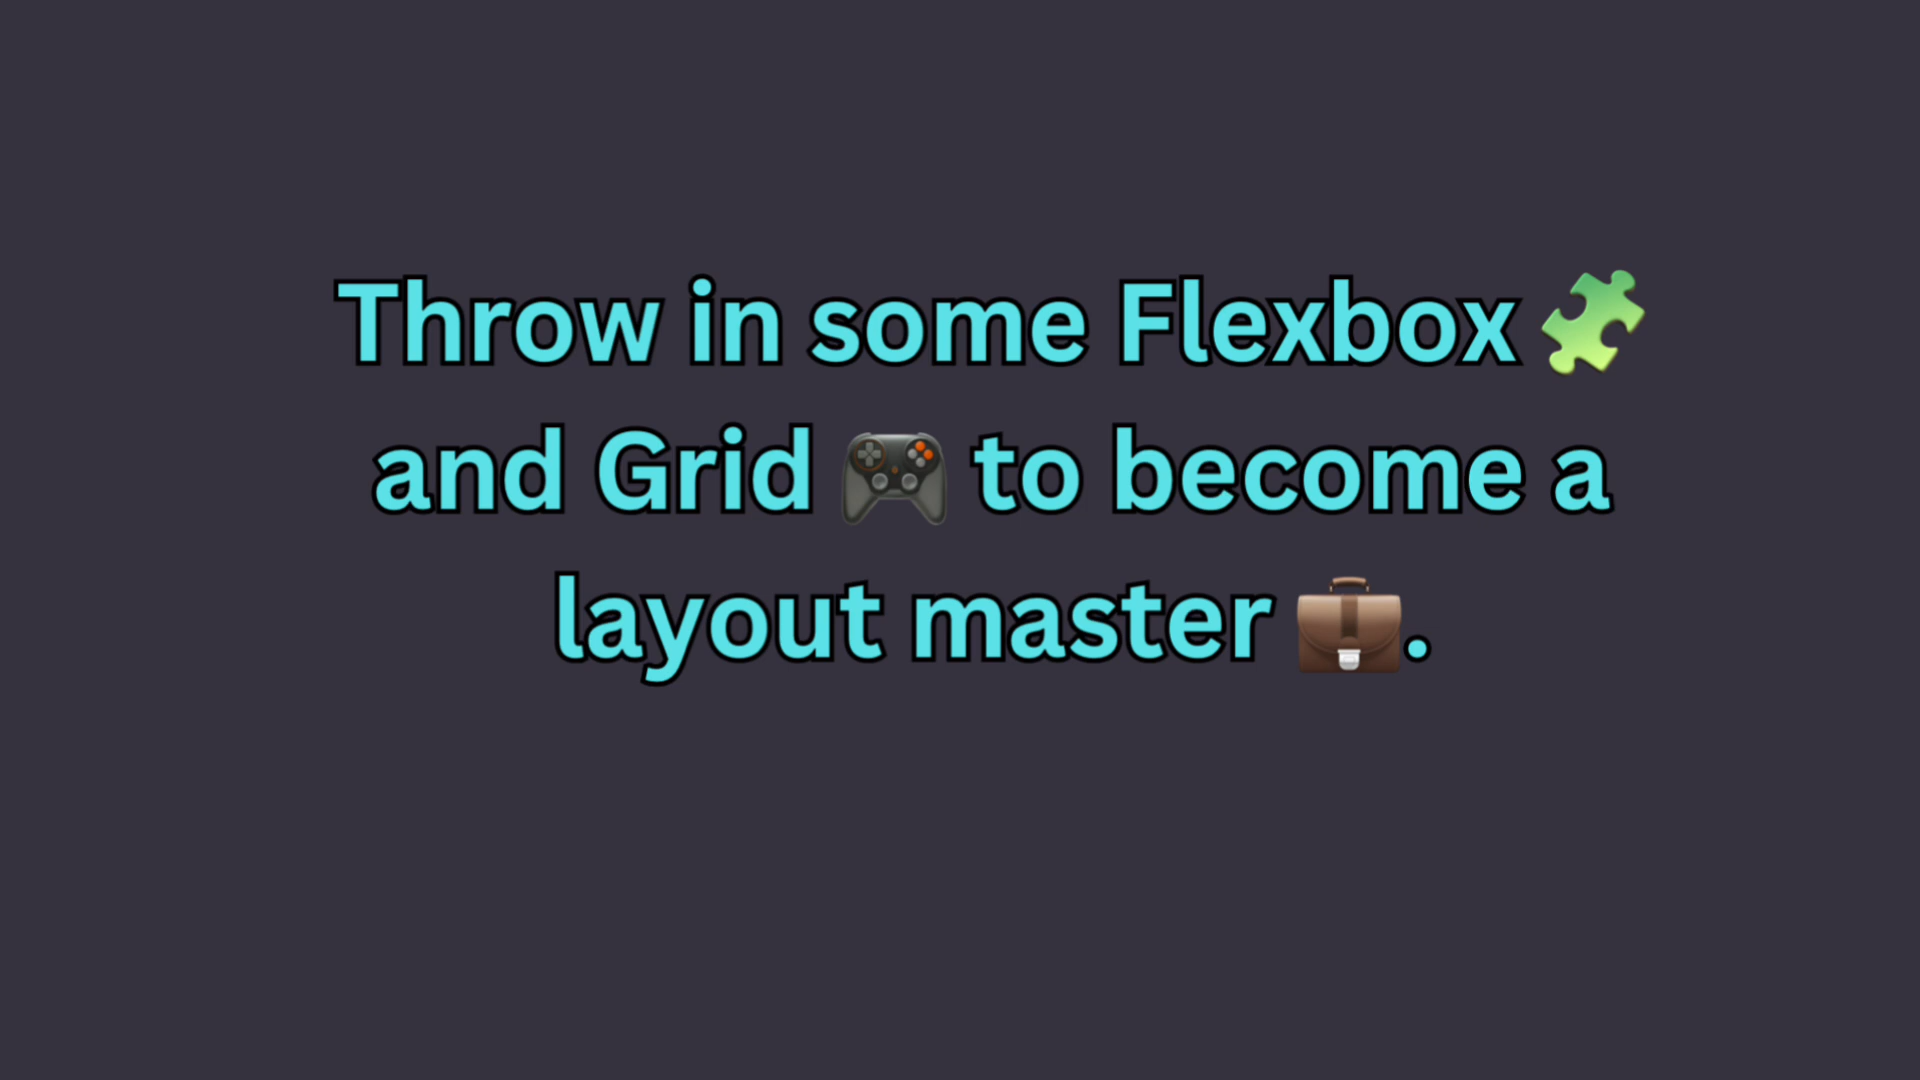 Throw in some Flexbox 🧩
and Grid 🎮 to become a
layout master 💼.